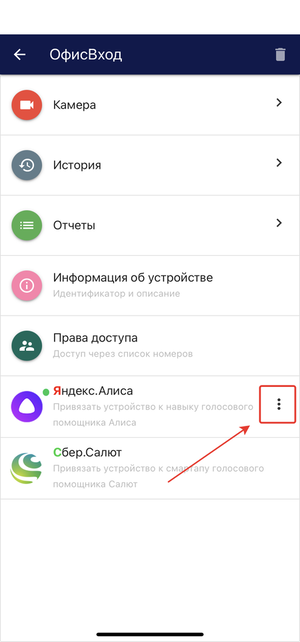 ОфисВход
Камера
История
Отчеты
Информация об устройстве
Идентификатор и описание
Права доступа
Доступ через список номеров
Яндекс.Алиса
Привязать устройство к навыку голосового
помощника Алиса
Сбер.Салют
Привязать устройство к смартапу голосового
помощника Салют